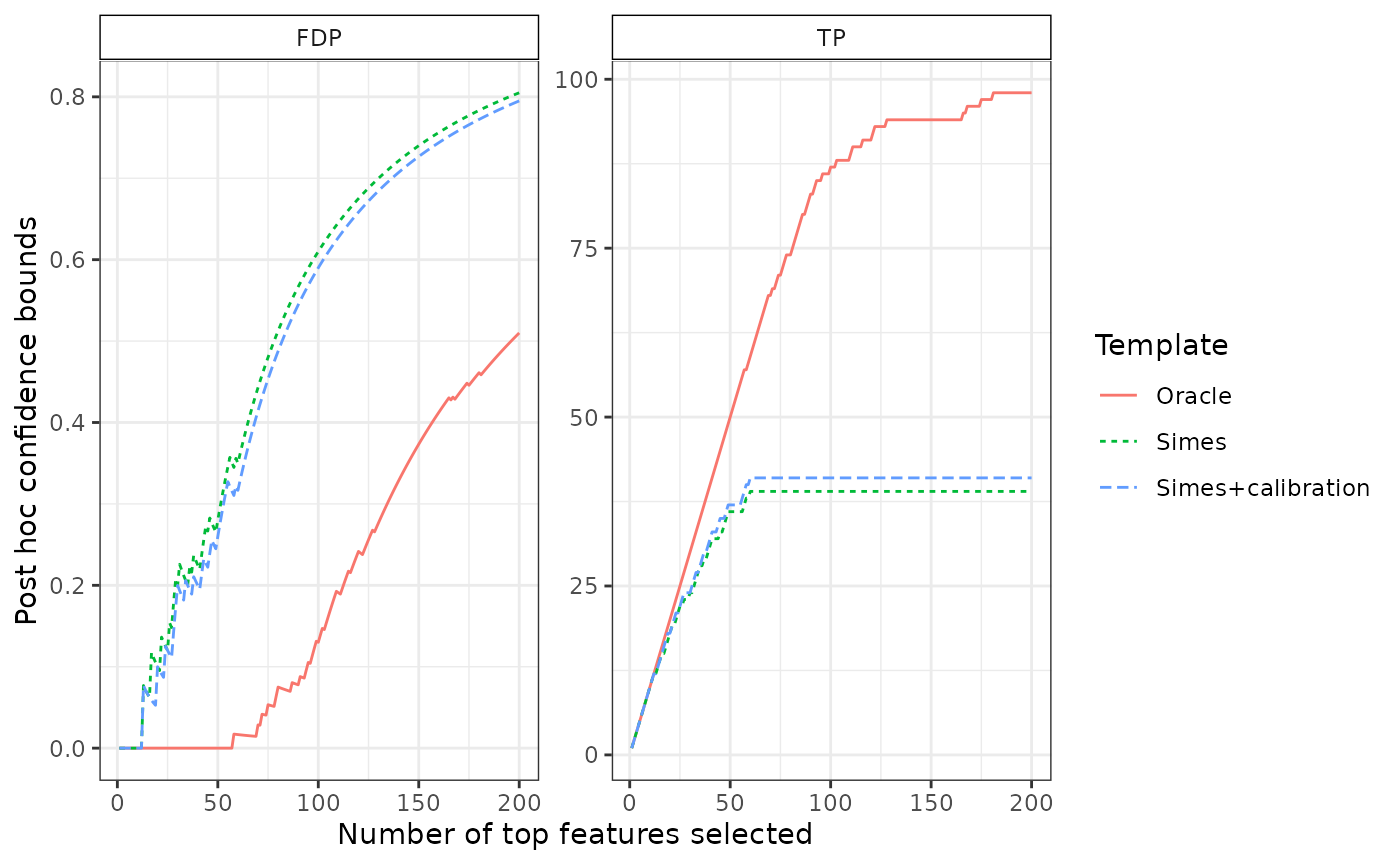 FDP
TP
Post hoc confidence bounds
0.8
0.6
0.4
0.2
0.0
100
75
50
25
0
0 50 100 150 200
0 50 100 150 200
Number of top features selected
Template
Oracle
Simes
Simes+calibration